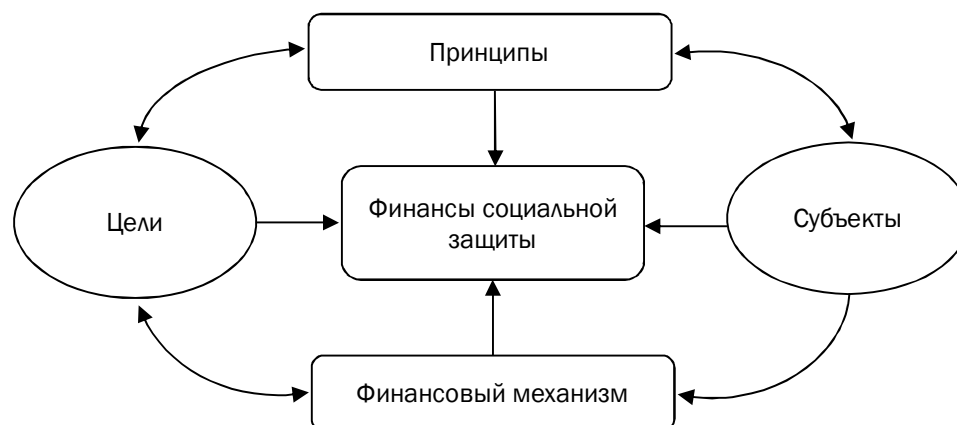 Принципы
Цели
Финансы социальной
защиты
Субъекты
Финансовый механизм